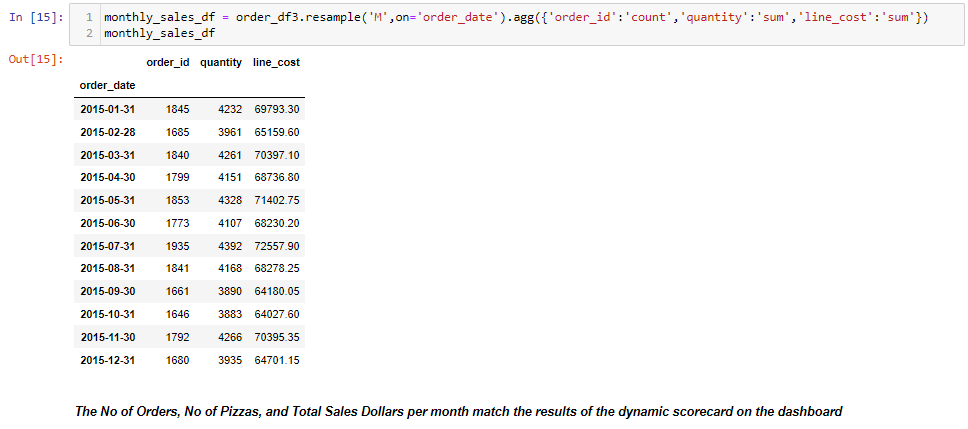 In [15]: 1 monthly_sales_df = order_df3.resample('M',on='order_date').agg({'order_id':'count','quantity':'sum','line_cost':'sum'})
2 monthly_sales_df
Out[15]:
order_id quantity line_cost
order_date
2015-01-31 1845 4232 69793.30
2015-02-28 1685 3961 65159.60
2015-03-31 1840 4261 70397.10
2015-04-30 1799 4151 68736.80
2015-05-31 1853 4328 71402.75
2015-06-30 1773 4107 68230.20
2015-07-31 1935 4392 72557.90
2015-08-31 1841 4168 68278.25
2015-09-30 1661 3890 64180.05
2015-10-31 1646 3883 64027.60
2015-11-30 1792 4266 70395.35
2015-12-31 1680 3935 64701.15
The No of Orders, No of Pizzas, and Total Sales Dollars per month match the results of the dynamic scorecard on the dashboard